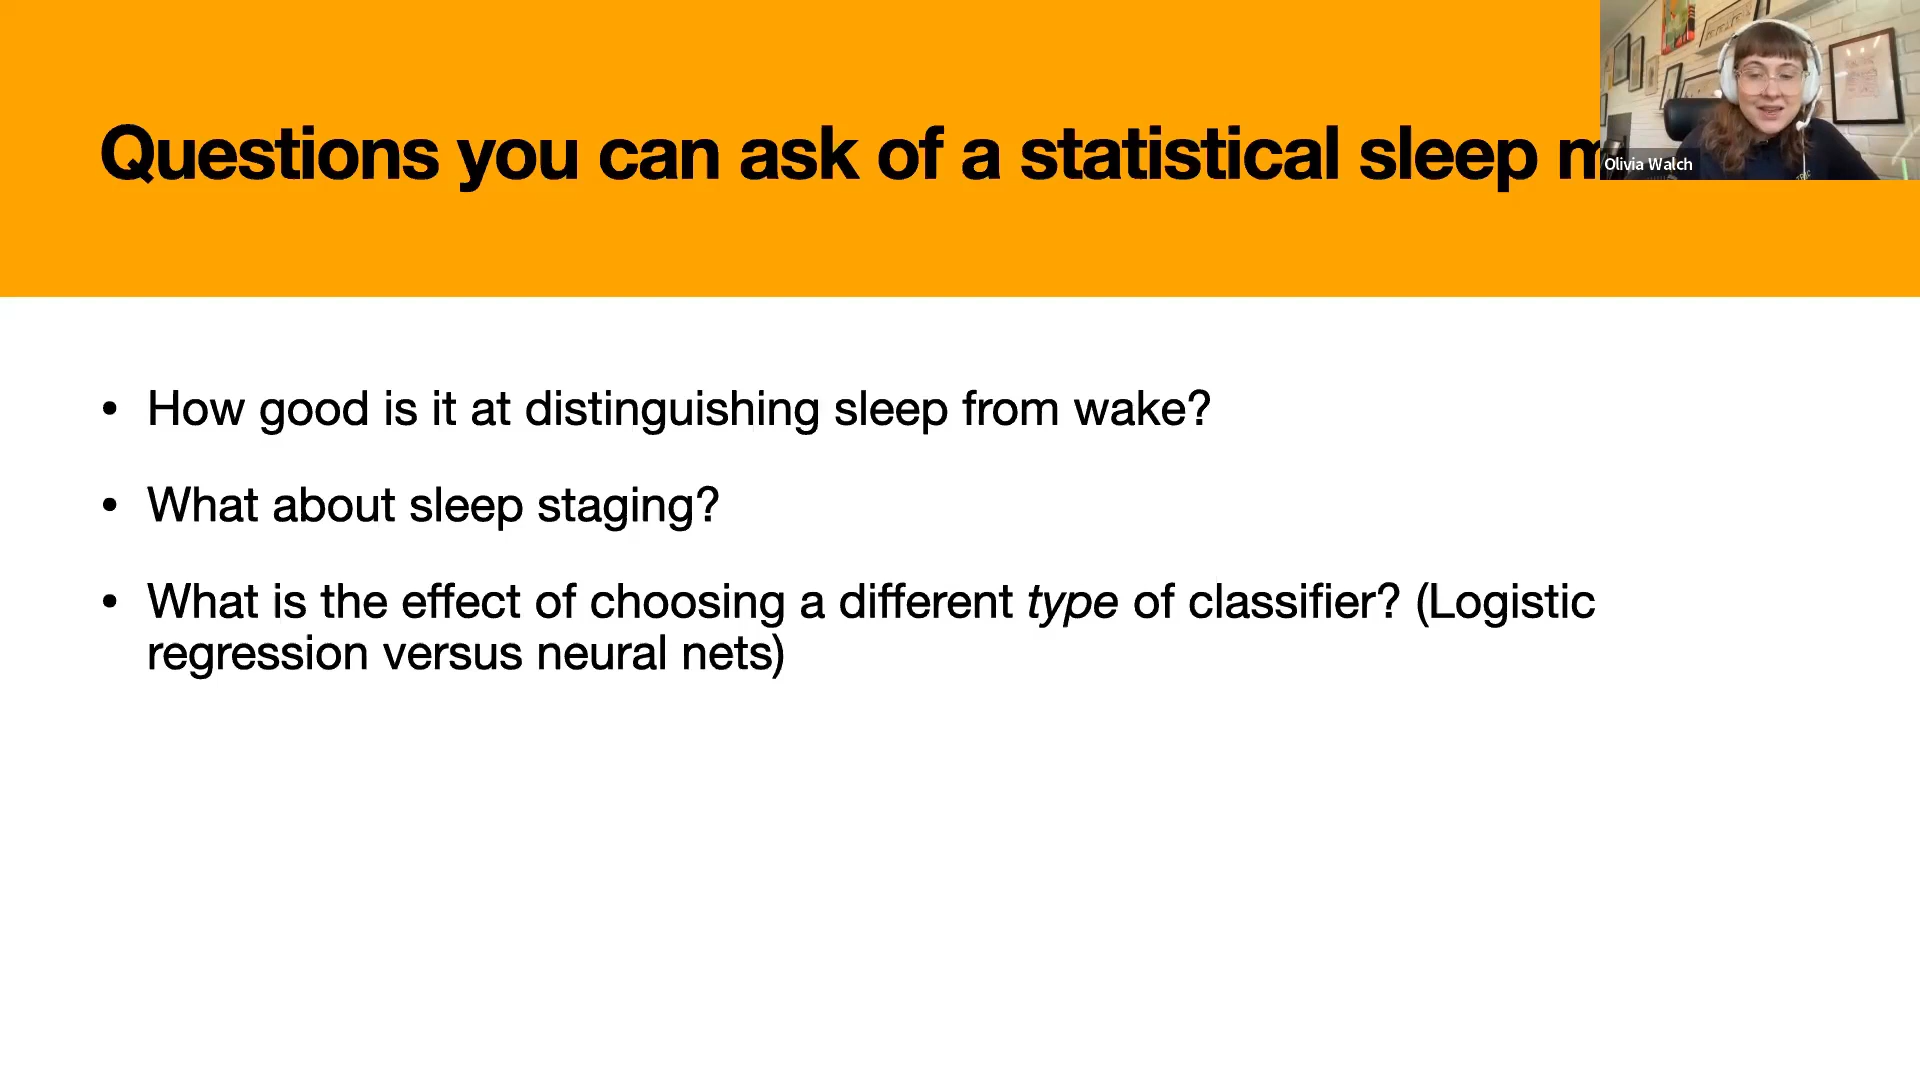 Questions you can ask of a statistical sleep
Olivia Walch
• How good is it at distinguishing sleep from wake?
• What about sleep staging?
• What is the effect of choosing a different type of classifier? (Logistic
regression versus neural nets)